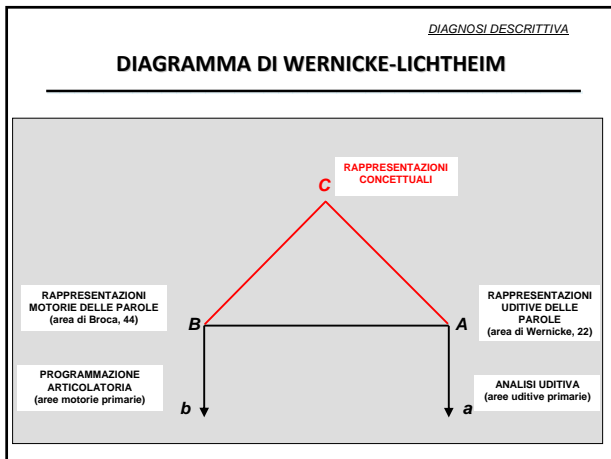 DIAGNOSI DESCRITTIVA
DIAGRAMMA DI WERNICKE-LICHTHEIM
RAPPRESENTAZIONI
CONCETTUALI
C
RAPPRESENTAZIONI
MOTORIE DELLE PAROLE
(area di Broca, 44)
B
A
RAPPRESENTAZIONI
UDITIVE DELLE
PAROLE
(area di Wernicke, 22)
PROGRAMMAZIONE
ARTICOLATORIA
(aree motorie primarie)
b
a
ANALISI UDITIVA
(aree uditive primarie)